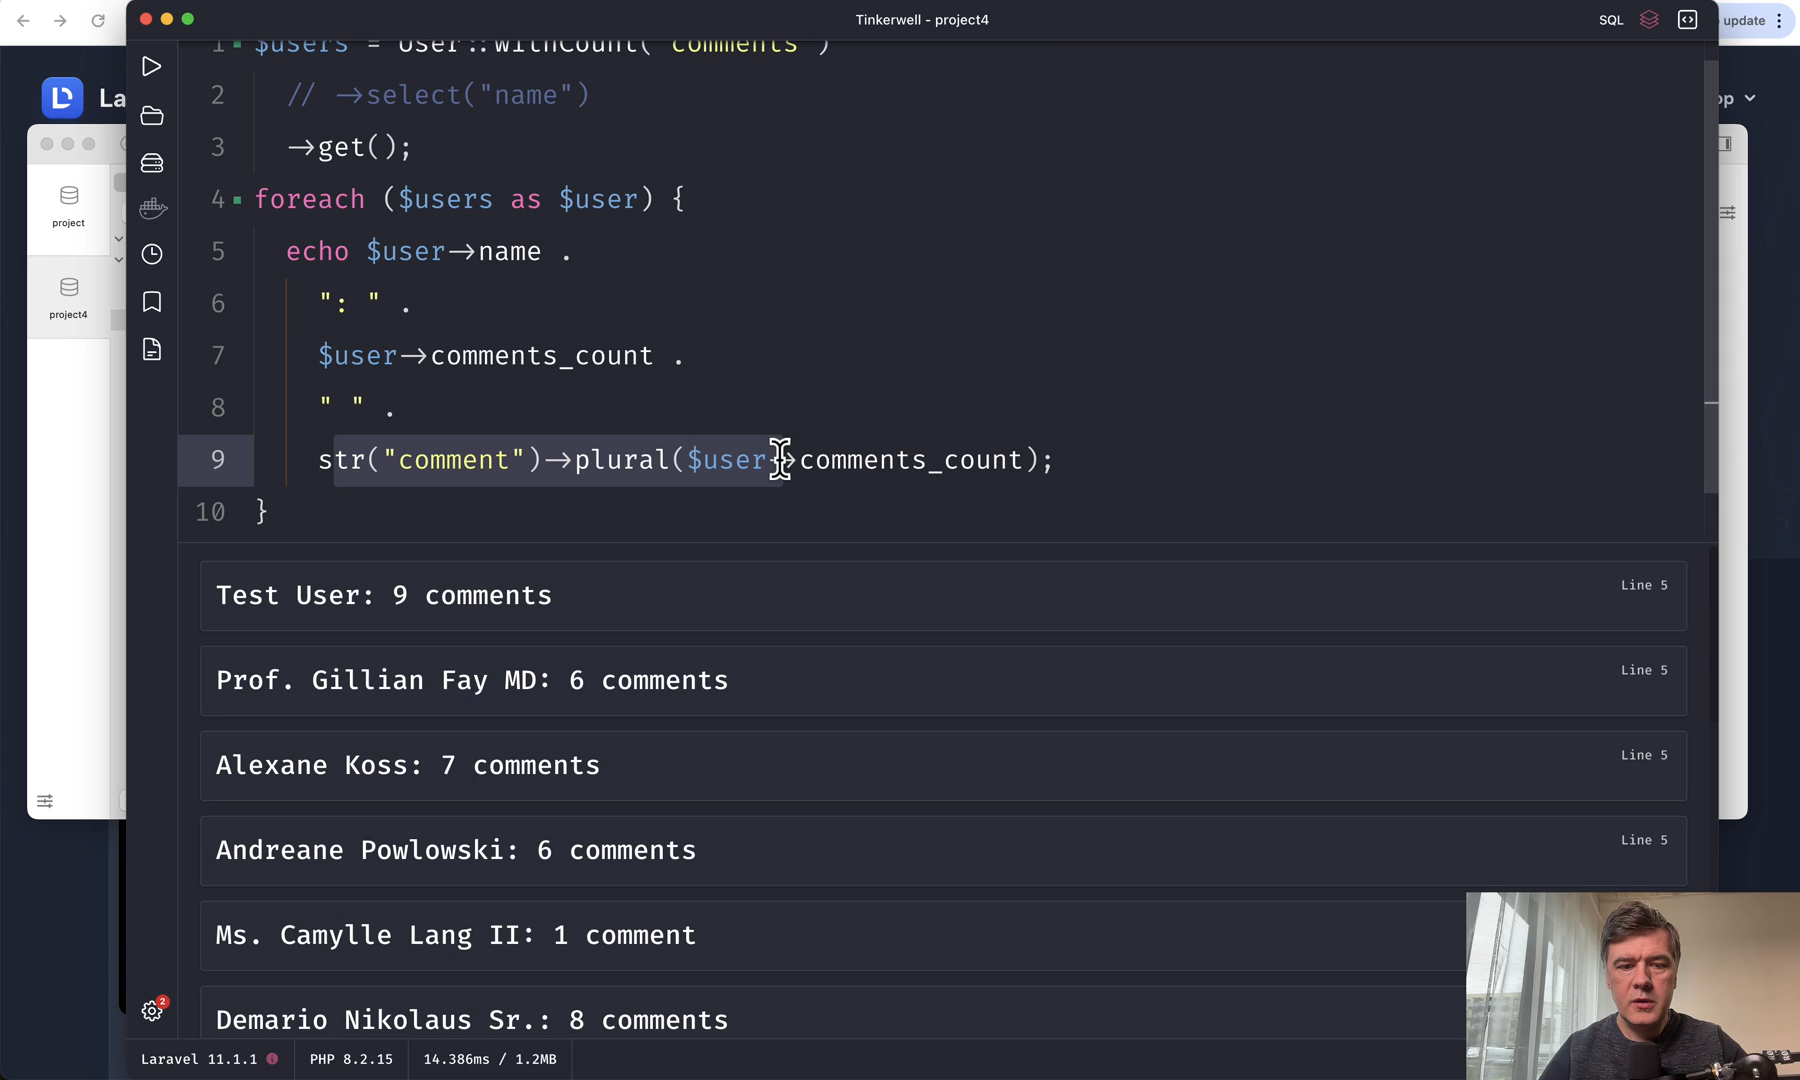 Tinkerwell - project4
SQL
update
La
op
project
project4
1 $users = User::withCount("comments")
2 // ->select("name")
3 ->get();
4 foreach ($users as $user) {
5 echo $user->name .
6 ": " .
7 $user->comments_count .
8 " " .
9 str("comment")->plural($user->comments_count);
10 }
Test User: 9 comments
Line 5
Prof. Gillian Fay MD: 6 comments
Line 5
Alexane Koss: 7 comments
Line 5
Andreane Powlowski: 6 comments
Line 5
Ms. Camylle Lang II: 1 comment
Demario Nikolaus Sr.: 8 comments
2
Laravel 11.1.1
PHP 8.2.15
14.386ms / 1.2MB